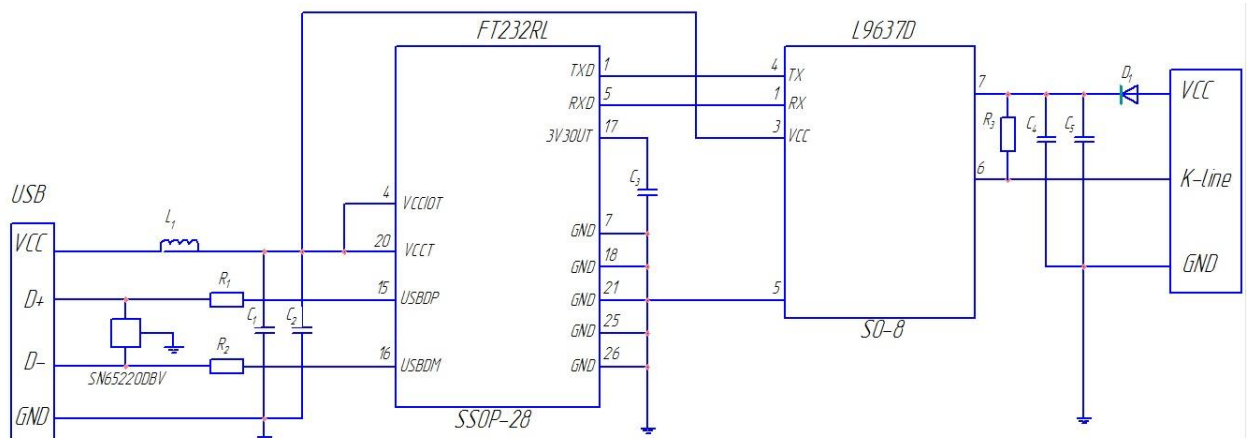 FT232RL
L9637D
TXD 1
4 TX
RXD 5
1 RX
3V3OUT 17
3 VCC
7
D1
VCC
R3
C4
C5
C3
6
K-line
USB
4 VCCIOT
L1
VCC
20 VCCT
GND 7
GND 18
GND
R1
D+
15 USBDP
GND 21
5
C1
C2
GND 25
SO-8
R2
D-
16 USBDM
GND 26
SN65220DBV
GND
SSOP-28